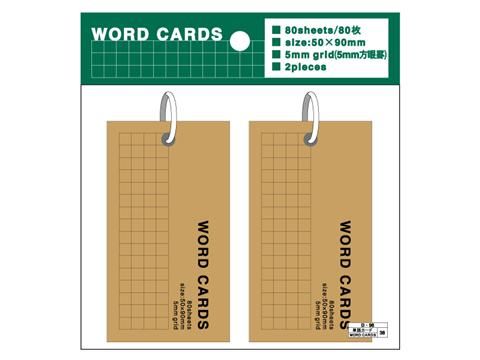 WORD CARDS
■ 80sheets/80枚
■ size:50×90mm
■ 5mm grid(5mm方眼罫)
■ 2pieces
WORD CARDS
80sheets
size:50×90mm
5mm grid
WORD CARDS
80sheets
size:50×90mm
5mm grid
単語カード
WORD CARDS